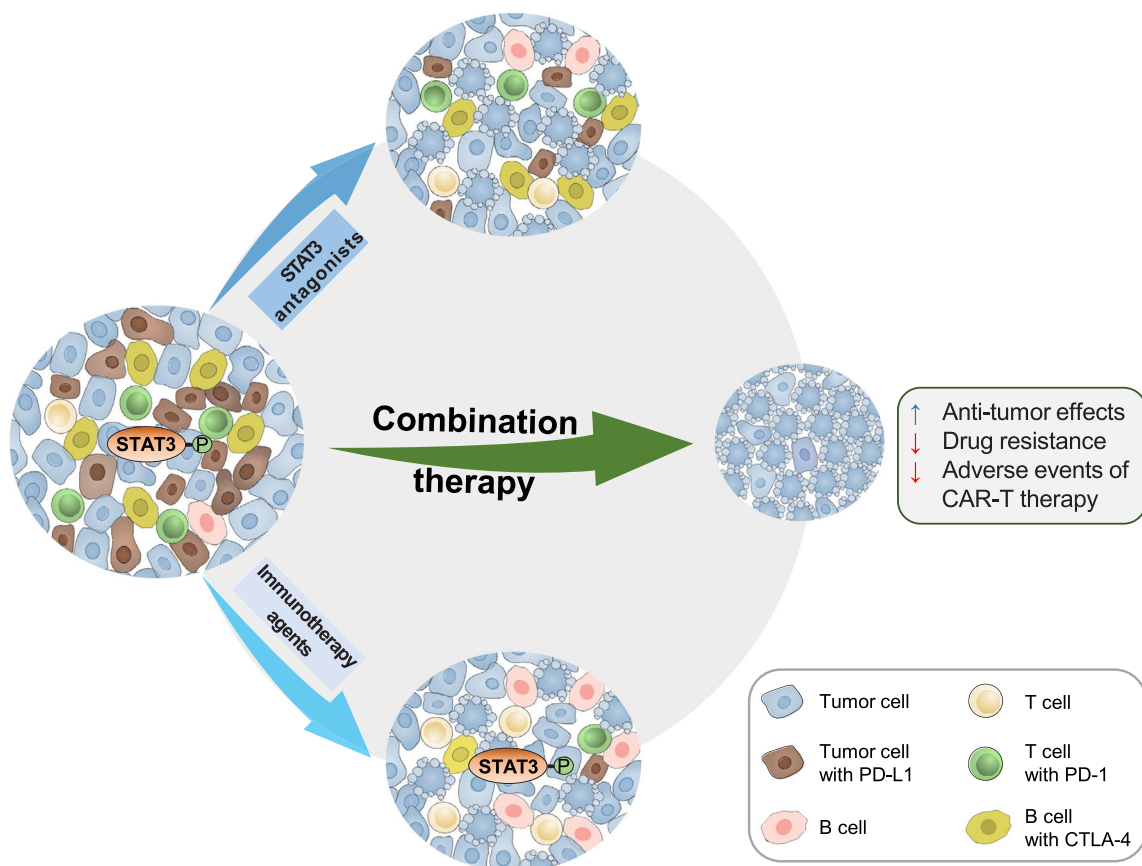 STAT3
antagonists
STAT3
P
Combination
therapy
↑ Anti-tumor effects
↓ Drug resistance
↓ Adverse events of
CAR-T therapy
Immunotherapy
agents
STAT3
P
Tumor cell
T cell
Tumor cell
with PD-L1
T cell
with PD-1
B cell
B cell
with CTLA-4